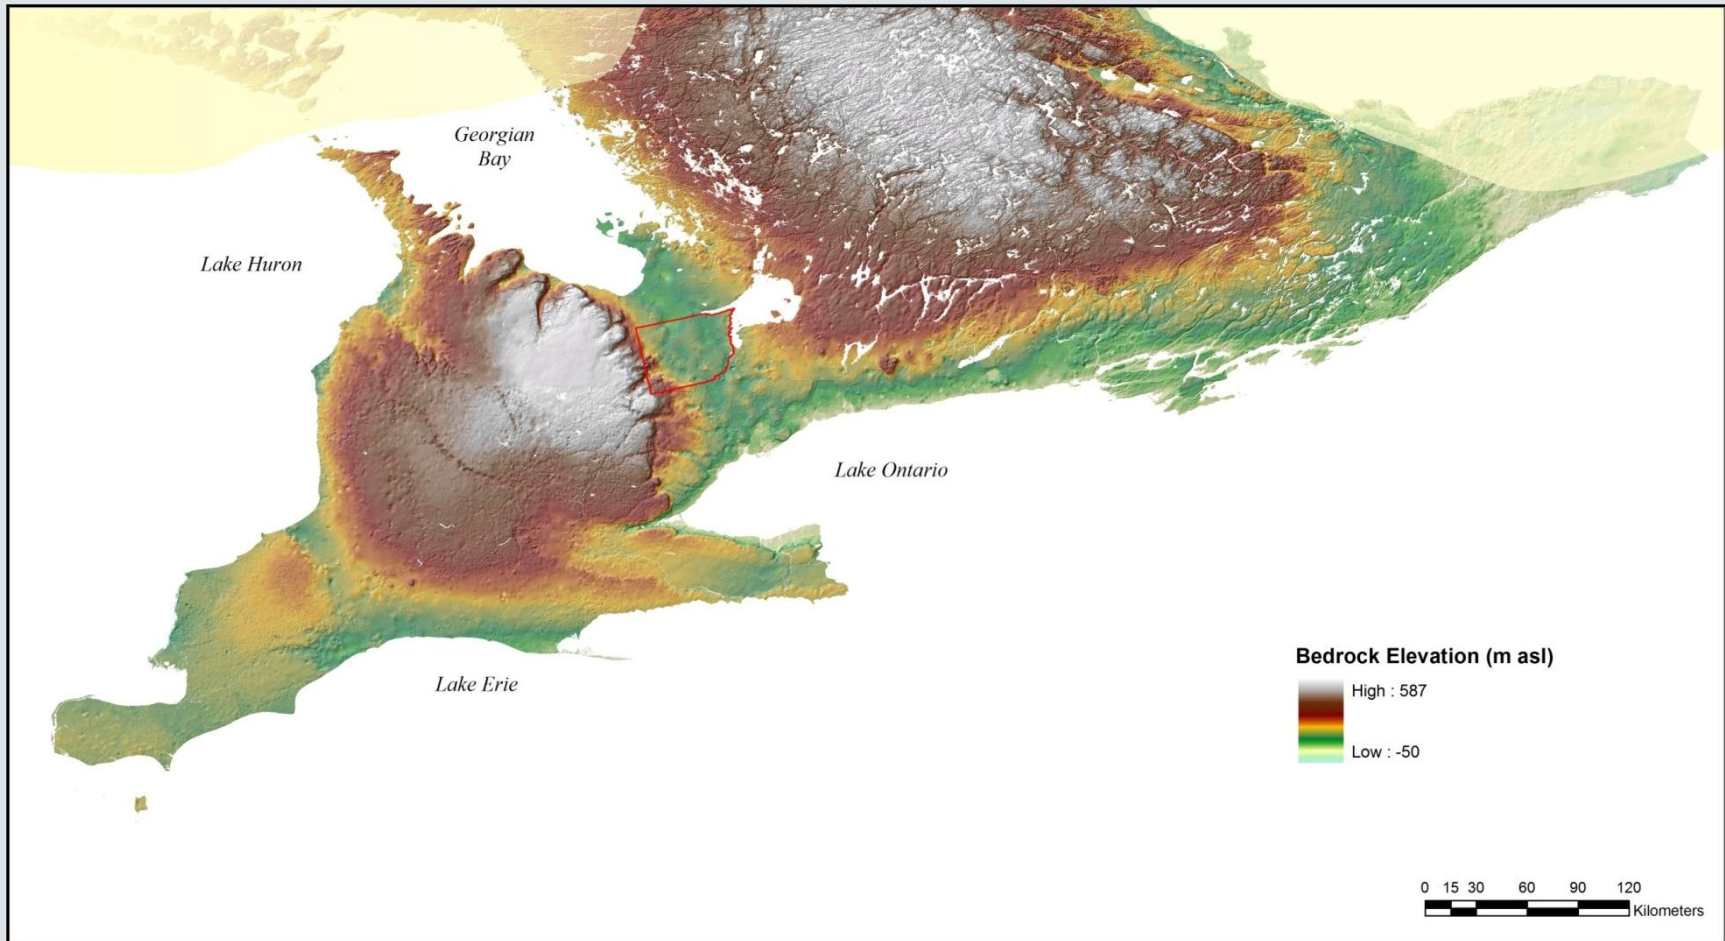 Georgian
Bay
Lake Huron
Lake Ontario
Lake Erie
Bedrock Elevation (m asl)
High : 587
Low : -50
0 15 30 60 90 120
Kilometers